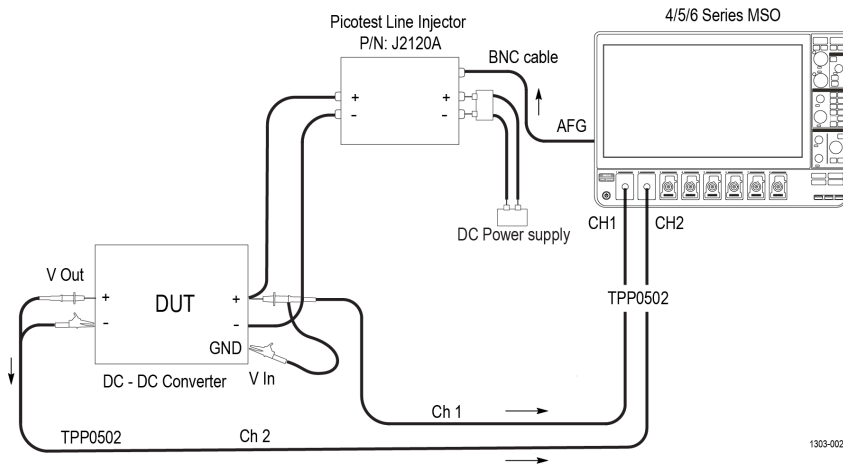 4/5/6 Series MSO
Picotest Line Injector
P/N: J2120A
BNC cable
+ +
- -
AFG
DC Power supply
CH1 CH2
V Out
+ DUT +
- -
GND
TPP0502
DC - DC Converter V In
Ch 1
TPP0502 Ch 2
1303-002